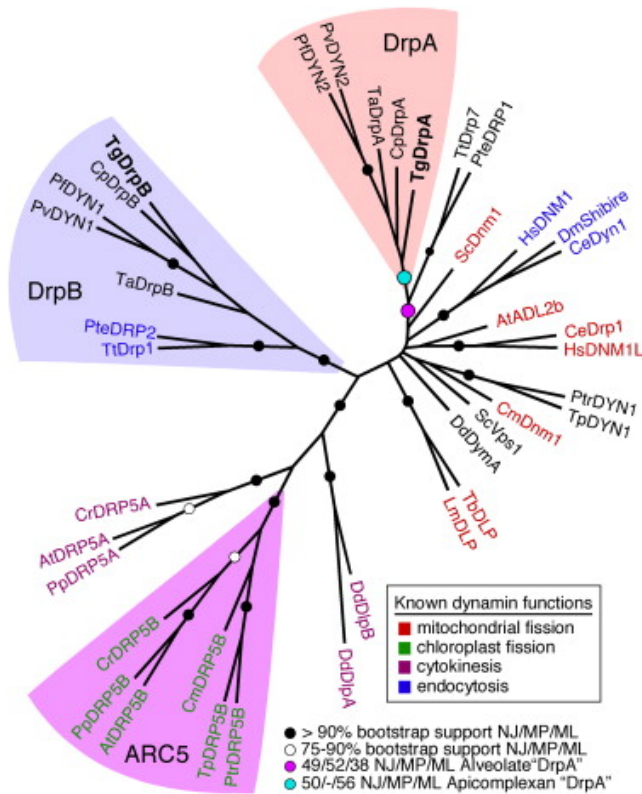 DrpA
PfDYN2
PvDYN2
TaDrpA
CpDrpA
TgDrpA
TtDrp7
PteDRP1
ScDnm1
HsDNM1
DmShibire
CeDyn1
AtADL2b
CeDrp1
HsDNM1L
PtrDYN1
TpDYN1
CmDnm1
ScVps1
DdDymA
TbDLP
LmDLP
TgDrpB
CpDrpB
PfDYN1
PvDYN1
TaDrpB
DrpB
PteDRP2
TtDrp1
CrDRP5A
AtDRP5A
PpDRP5A
CrDRP5B
PpDRP5B
AtDRP5B
CmDRP5B
TpDRP5B
PtrDRP5B
ARC5
DdDlpB
DdDlpA
Known dynamin functions
mitochondrial fission
chloroplast fission
cytokinesis
endocytosis
> 90% bootstrap support NJ/MP/ML
75-90% bootstrap support NJ/MP/ML
49/52/38 NJ/MP/ML Alveolate“DrpA”
50/-/56 NJ/MP/ML Apicomplexan “DrpA”